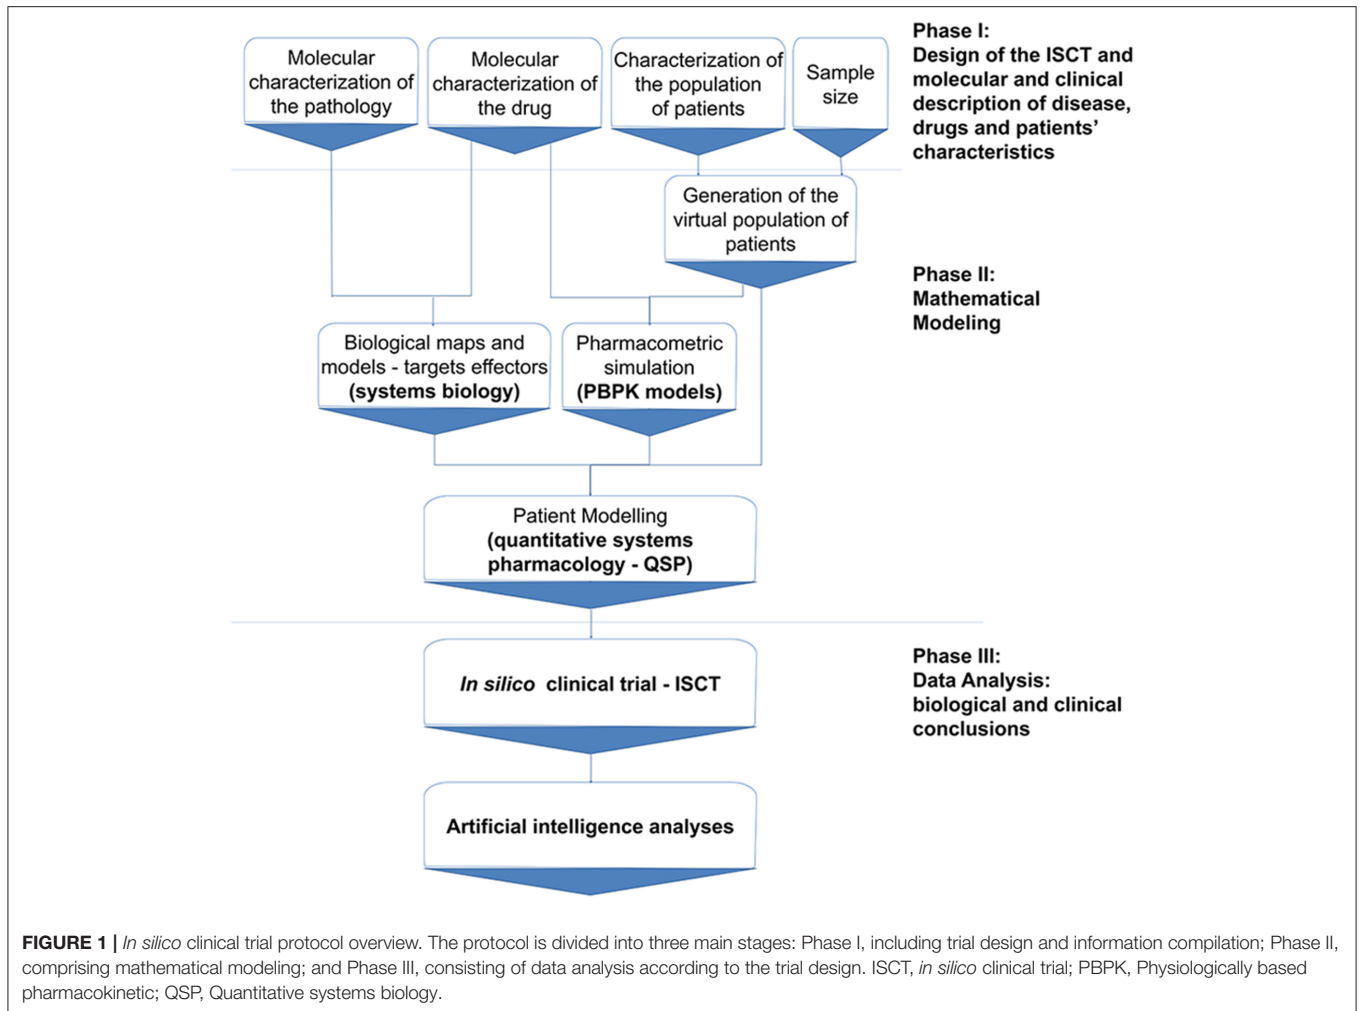 Molecular
characterization of
the pathology
Molecular
characterization of
the drug
Characterization of
the population
of patients
Sample
size
Phase I:
Design of the ISCT and
molecular and clinical
description of disease,
drugs and patients’
characteristics
Generation of the
virtual population of
patients
Phase II:
Mathematical
Modeling
Biological maps and
models - targets effectors
(systems biology)
Pharmacometric
simulation
(PBPK models)
Patient Modelling
(quantitative systems
pharmacology - QSP)
In silico clinical trial - ISCT
Phase III:
Data Analysis:
biological and clinical
conclusions
Artificial intelligence analyses
FIGURE 1 | In silico clinical trial protocol overview. The protocol is divided into three main stages: Phase I, including trial design and information compilation; Phase II,
comprising mathematical modeling; and Phase III, consisting of data analysis according to the trial design. ISCT, in silico clinical trial; PBPK, Physiologically based
pharmacokinetic; QSP, Quantitative systems biology.